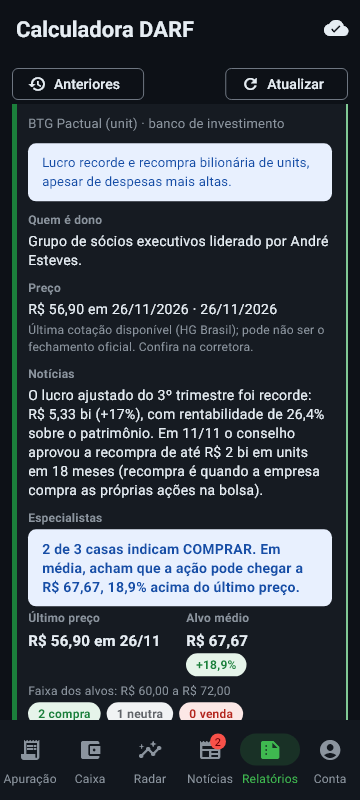 Calculadora DARF
Anteriores
Atualizar
BTG Pactual (unit) · banco de investimento
Lucro recorde e recompra bilionária de units,
apesar de despesas mais altas.
Quem é dono
Grupo de sócios executivos liderado por André
Esteves.
Preço
R$ 56,90 em 26/11/2026 · 26/11/2026
Última cotação disponível (HG Brasil); pode não ser o
fechamento oficial. Confira na corretora.
Notícias
O lucro ajustado do 3º trimestre foi recorde:
R$ 5,33 bi (+17%), com rentabilidade de 26,4%
sobre o patrimônio. Em 11/11 o conselho
aprovou a recompra de até R$ 2 bi em units
em 18 meses (recompra é quando a empresa
compra as próprias ações na bolsa).
Especialistas
2 de 3 casas indicam COMPRAR. Em
média, acham que a ação pode chegar a
R$ 67,67, 18,9% acima do último preço.
Último preço
R$ 56,90 em 26/11
Alvo médio
R$ 67,67
+18,9%
Faixa dos alvos: R$ 60,00 a R$ 72,00
2 compra
1 neutra
0 venda
Apuração
Caixa
Radar
2
Notícias
Relatórios
Conta